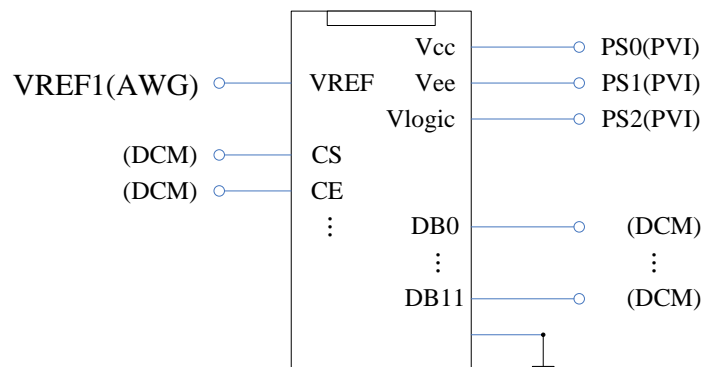 Vcc PS0(PVI)
VREF1(AWG) VREF Vee PS1(PVI)
Vlogic PS2(PVI)
(DCM) CS
(DCM) CE
⋮ DB0 (DCM)
⋮ ⋮
DB11 (DCM)